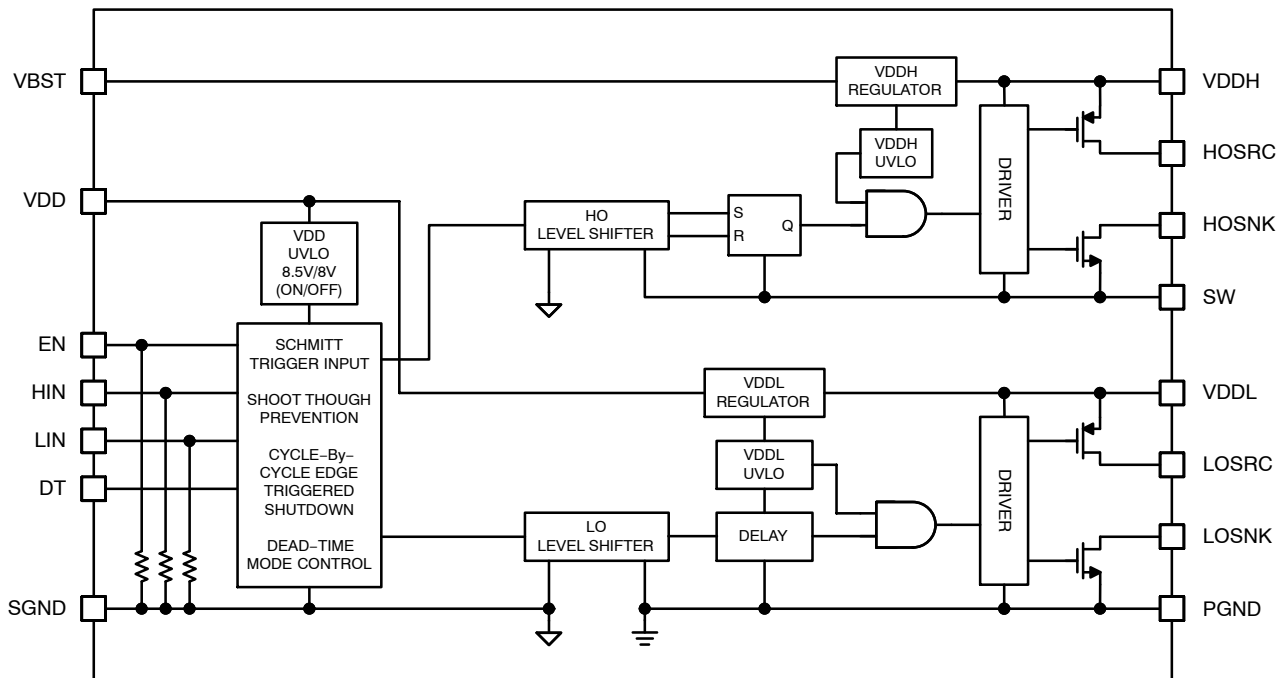 VBST
VDDH
REGULATOR
VDDH
VDDH
UVLO
HOSRC
DRIVER
VDD
VDD
UVLO
8.5V/8V
(ON/OFF)
HO
LEVEL SHIFTER
S
R
Q
HOSNK
SW
EN
HIN
LIN
DT
SCHMITT
TRIGGER INPUT
SHOOT THOUGH
PREVENTION
CYCLE−By−
CYCLE EDGE
TRIGGERED
SHUTDOWN
DEAD−TIME
MODE CONTROL
VDDL
REGULATOR
VDDL
VDDL
UVLO
LOSRC
DRIVER
LO
LEVEL SHIFTER
DELAY
LOSNK
SGND
PGND